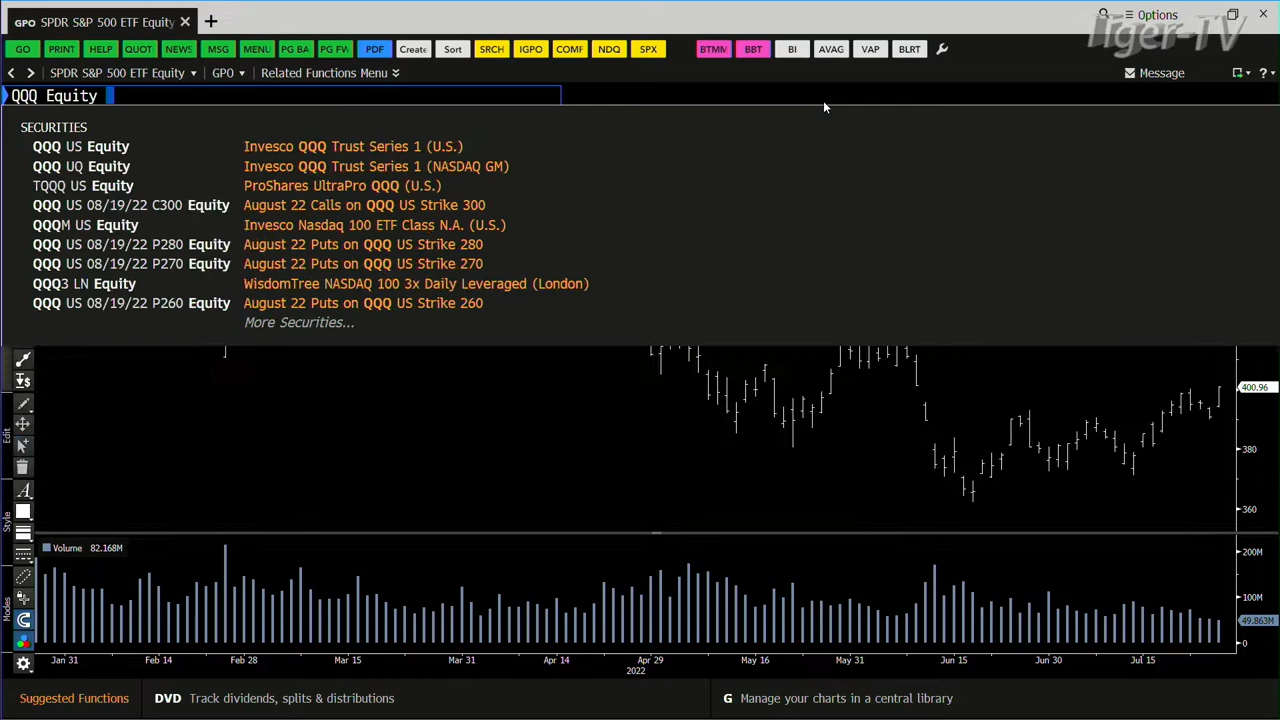 GPO SPDR S&P 500 ETF Equity
Options
Tiger-TV
GO PRINT HELP QUOT NEWS MSG MENU PG BA PG FW PDF Create Sort SRCH IGPO COMF NDQ SPX BTMM BBT BI AVAG VAP BLRT
SPDR S&P 500 ETF Equity GPO Related Functions Menu Message ?
QQQ Equity
SECURITIES
QQQ US Equity Invesco QQQ Trust Series 1 (U.S.)
QQQ UQ Equity Invesco QQQ Trust Series 1 (NASDAQ GM)
TQQQ US Equity ProShares UltraPro QQQ (U.S.)
QQQ US 08/19/22 C300 Equity August 22 Calls on QQQ US Strike 300
QQQM US Equity Invesco Nasdaq 100 ETF Class N.A. (U.S.)
QQQ US 08/19/22 P280 Equity August 22 Puts on QQQ US Strike 280
QQQ US 08/19/22 P270 Equity August 22 Puts on QQQ US Strike 270
QQQ3 LN Equity WisdomTree NASDAQ 100 3x Daily Leveraged (London)
QQQ US 08/19/22 P260 Equity August 22 Puts on QQQ US Strike 260
More Securities...
400.96
Edit
380
A
360
Style
Volume 82.168M
200M
100M
Modes
49.863M
0
Jan 31 Feb 14 Feb 28 Mar 15 Mar 31 Apr 14 Apr 29 May 16 May 31 Jun 15 Jun 30 Jul 15
2022
Suggested Functions DVD Track dividends, splits & distributions G Manage your charts in a central library